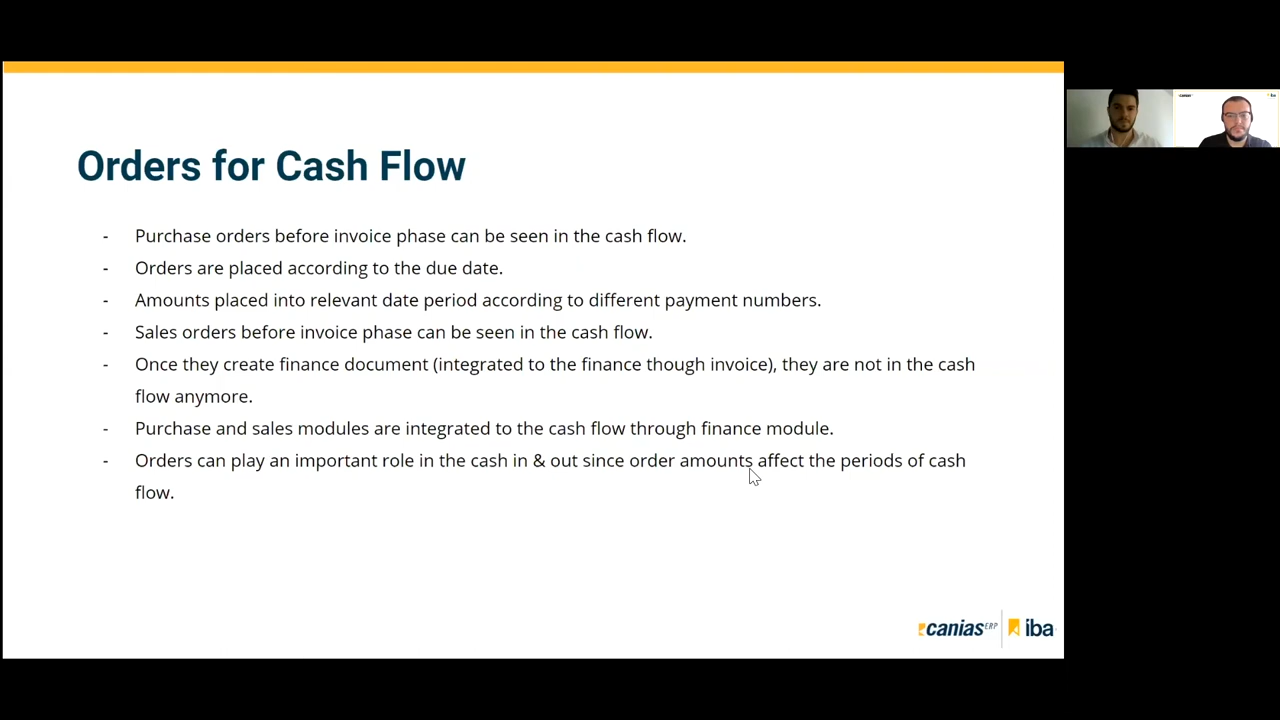 Orders for Cash Flow
- Purchase orders before invoice phase can be seen in the cash flow.
- Orders are placed according to the due date.
- Amounts placed into relevant date period according to different payment numbers.
- Sales orders before invoice phase can be seen in the cash flow.
- Once they create finance document (integrated to the finance though invoice), they are not in the cash
flow anymore.
- Purchase and sales modules are integrated to the cash flow through finance module.
- Orders can play an important role in the cash in & out since order amounts affect the periods of cash
flow.
caniasERP iba
canias iba